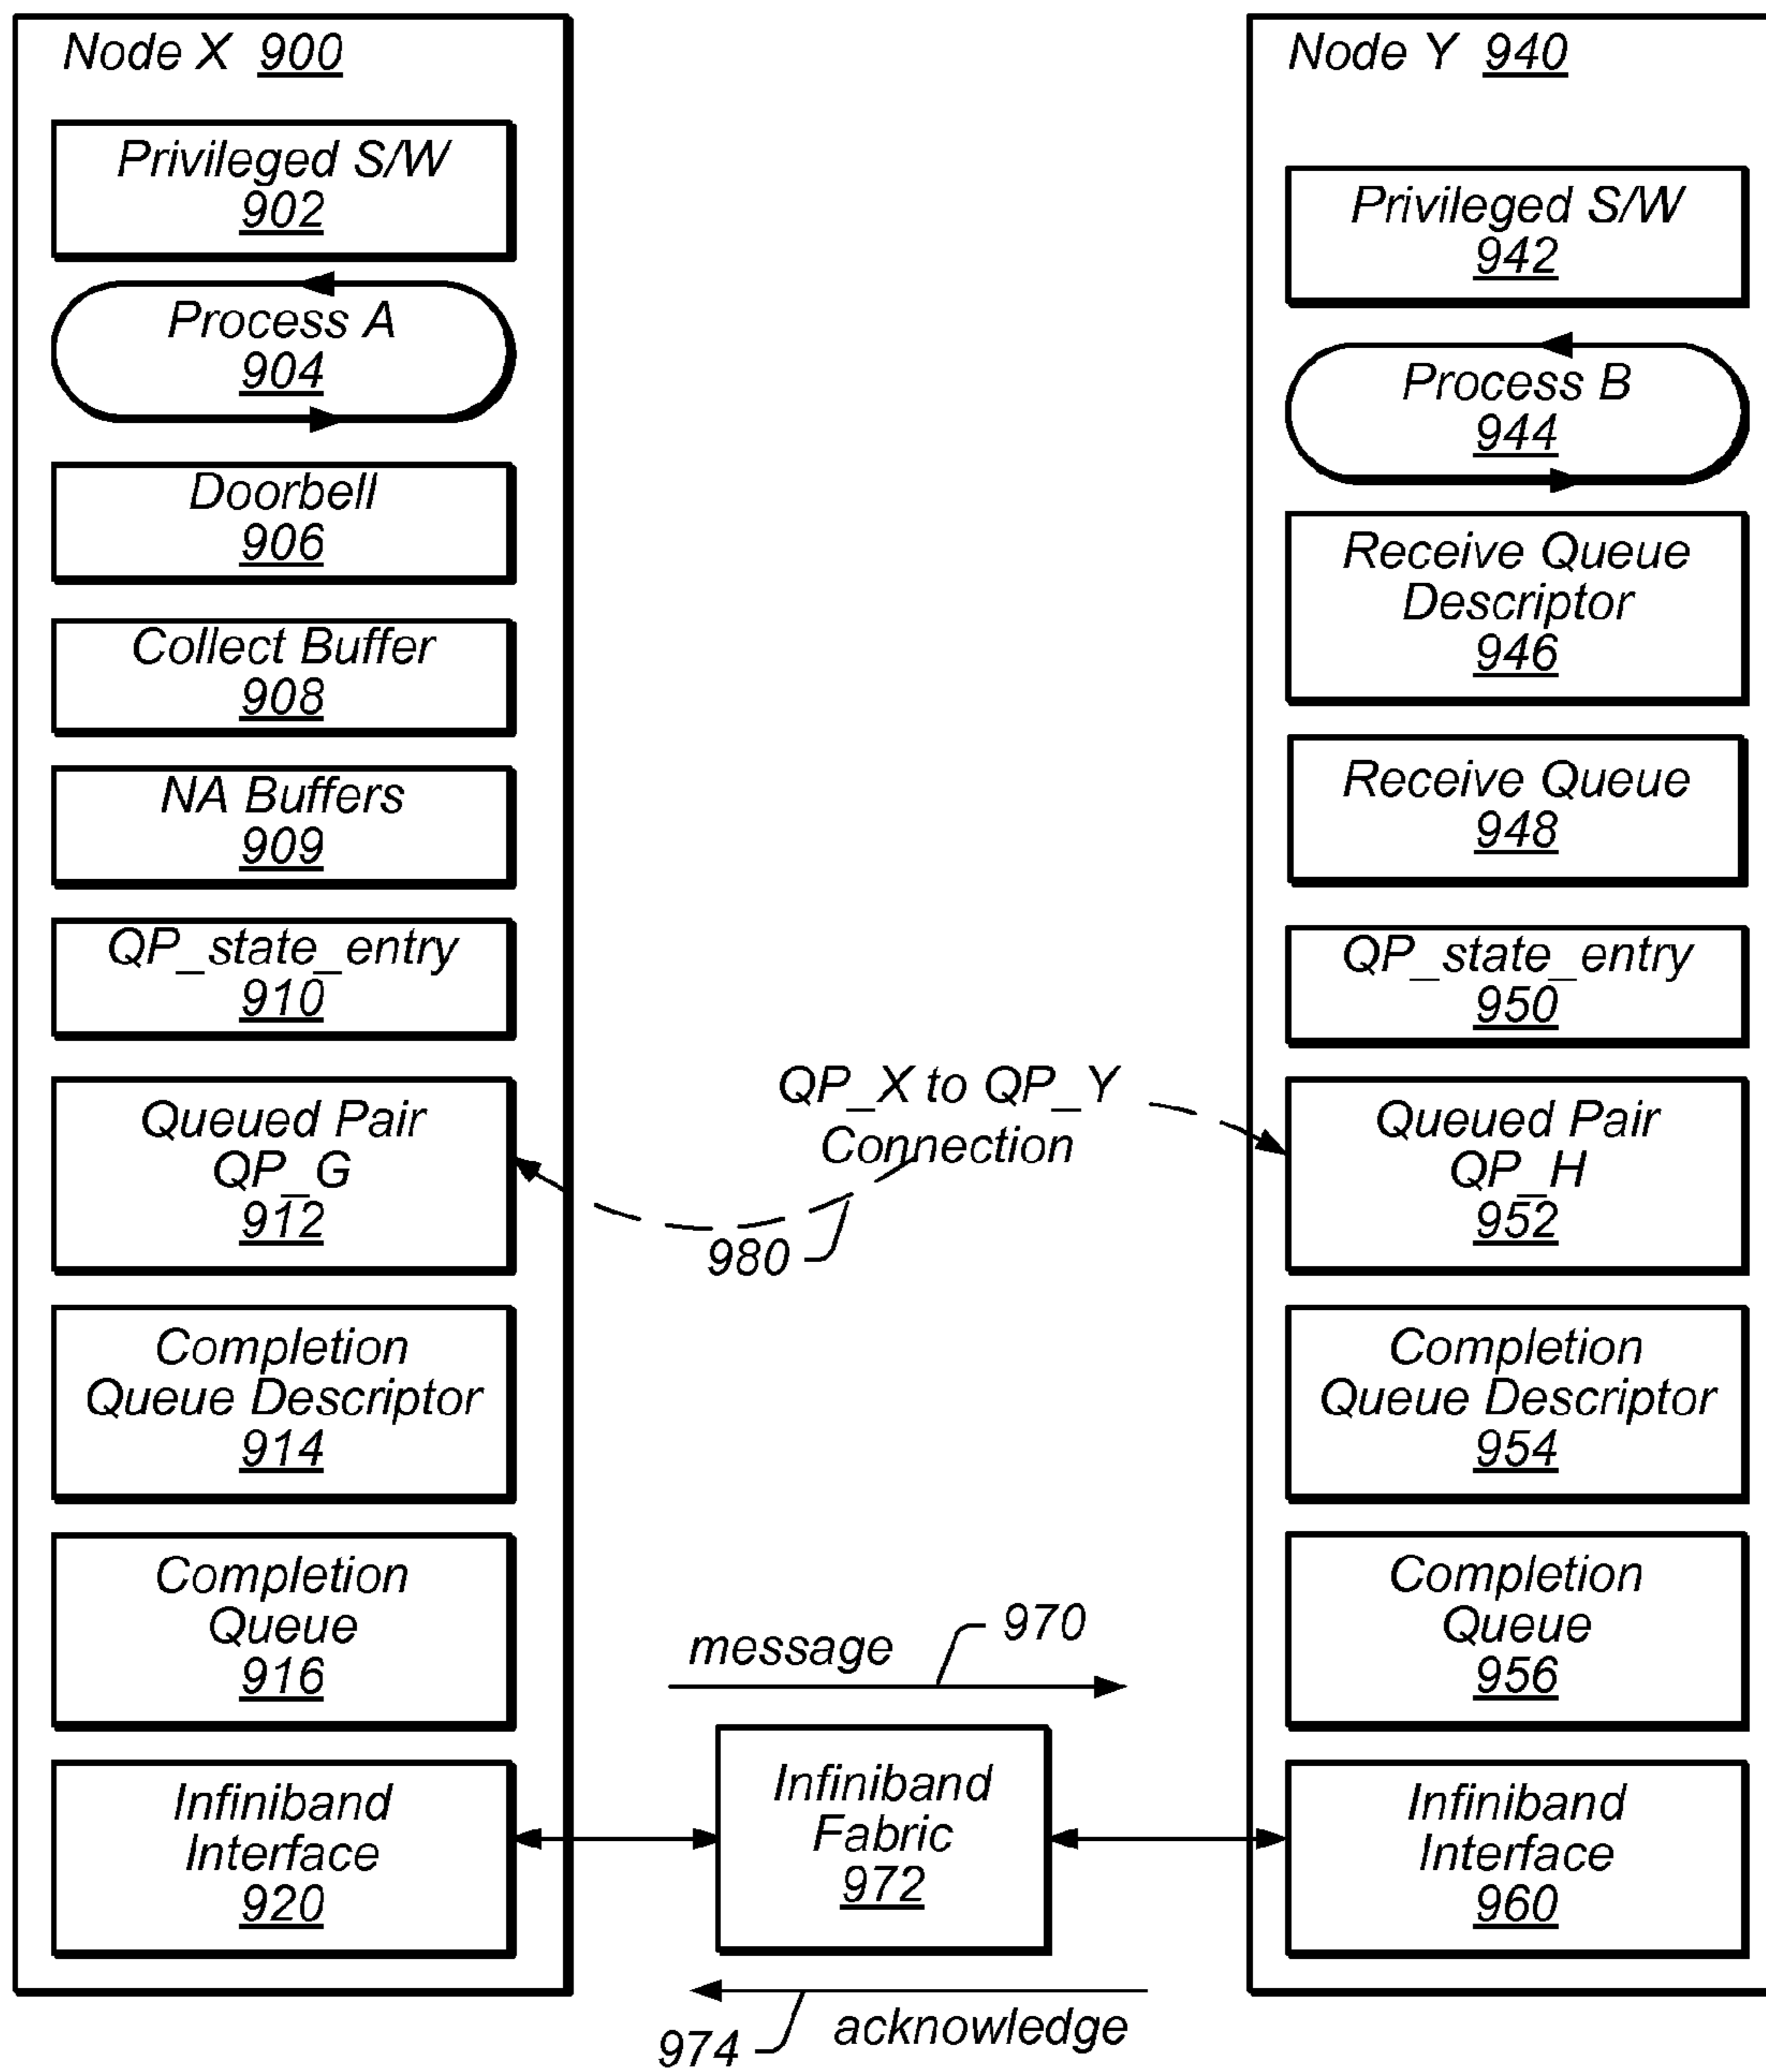 Node X 900
Privileged S/W
902
Process A
904
Doorbell
906
Collect Buffer
908
NA Buffers
909
QP_state_entry
910
Queued Pair
QP_G
912
Completion
Queue Descriptor
914
Completion
Queue
916
Infiniband
Interface
920
QP_X to QP_Y
Connection
980
message
970
Infiniband
Fabric
972
974
acknowledge
Node Y 940
Privileged S/W
942
Process B
944
Receive Queue
Descriptor
946
Receive Queue
948
QP_state_entry
950
Queued Pair
QP_H
952
Completion
Queue Descriptor
954
Completion
Queue
956
Infiniband
Interface
960